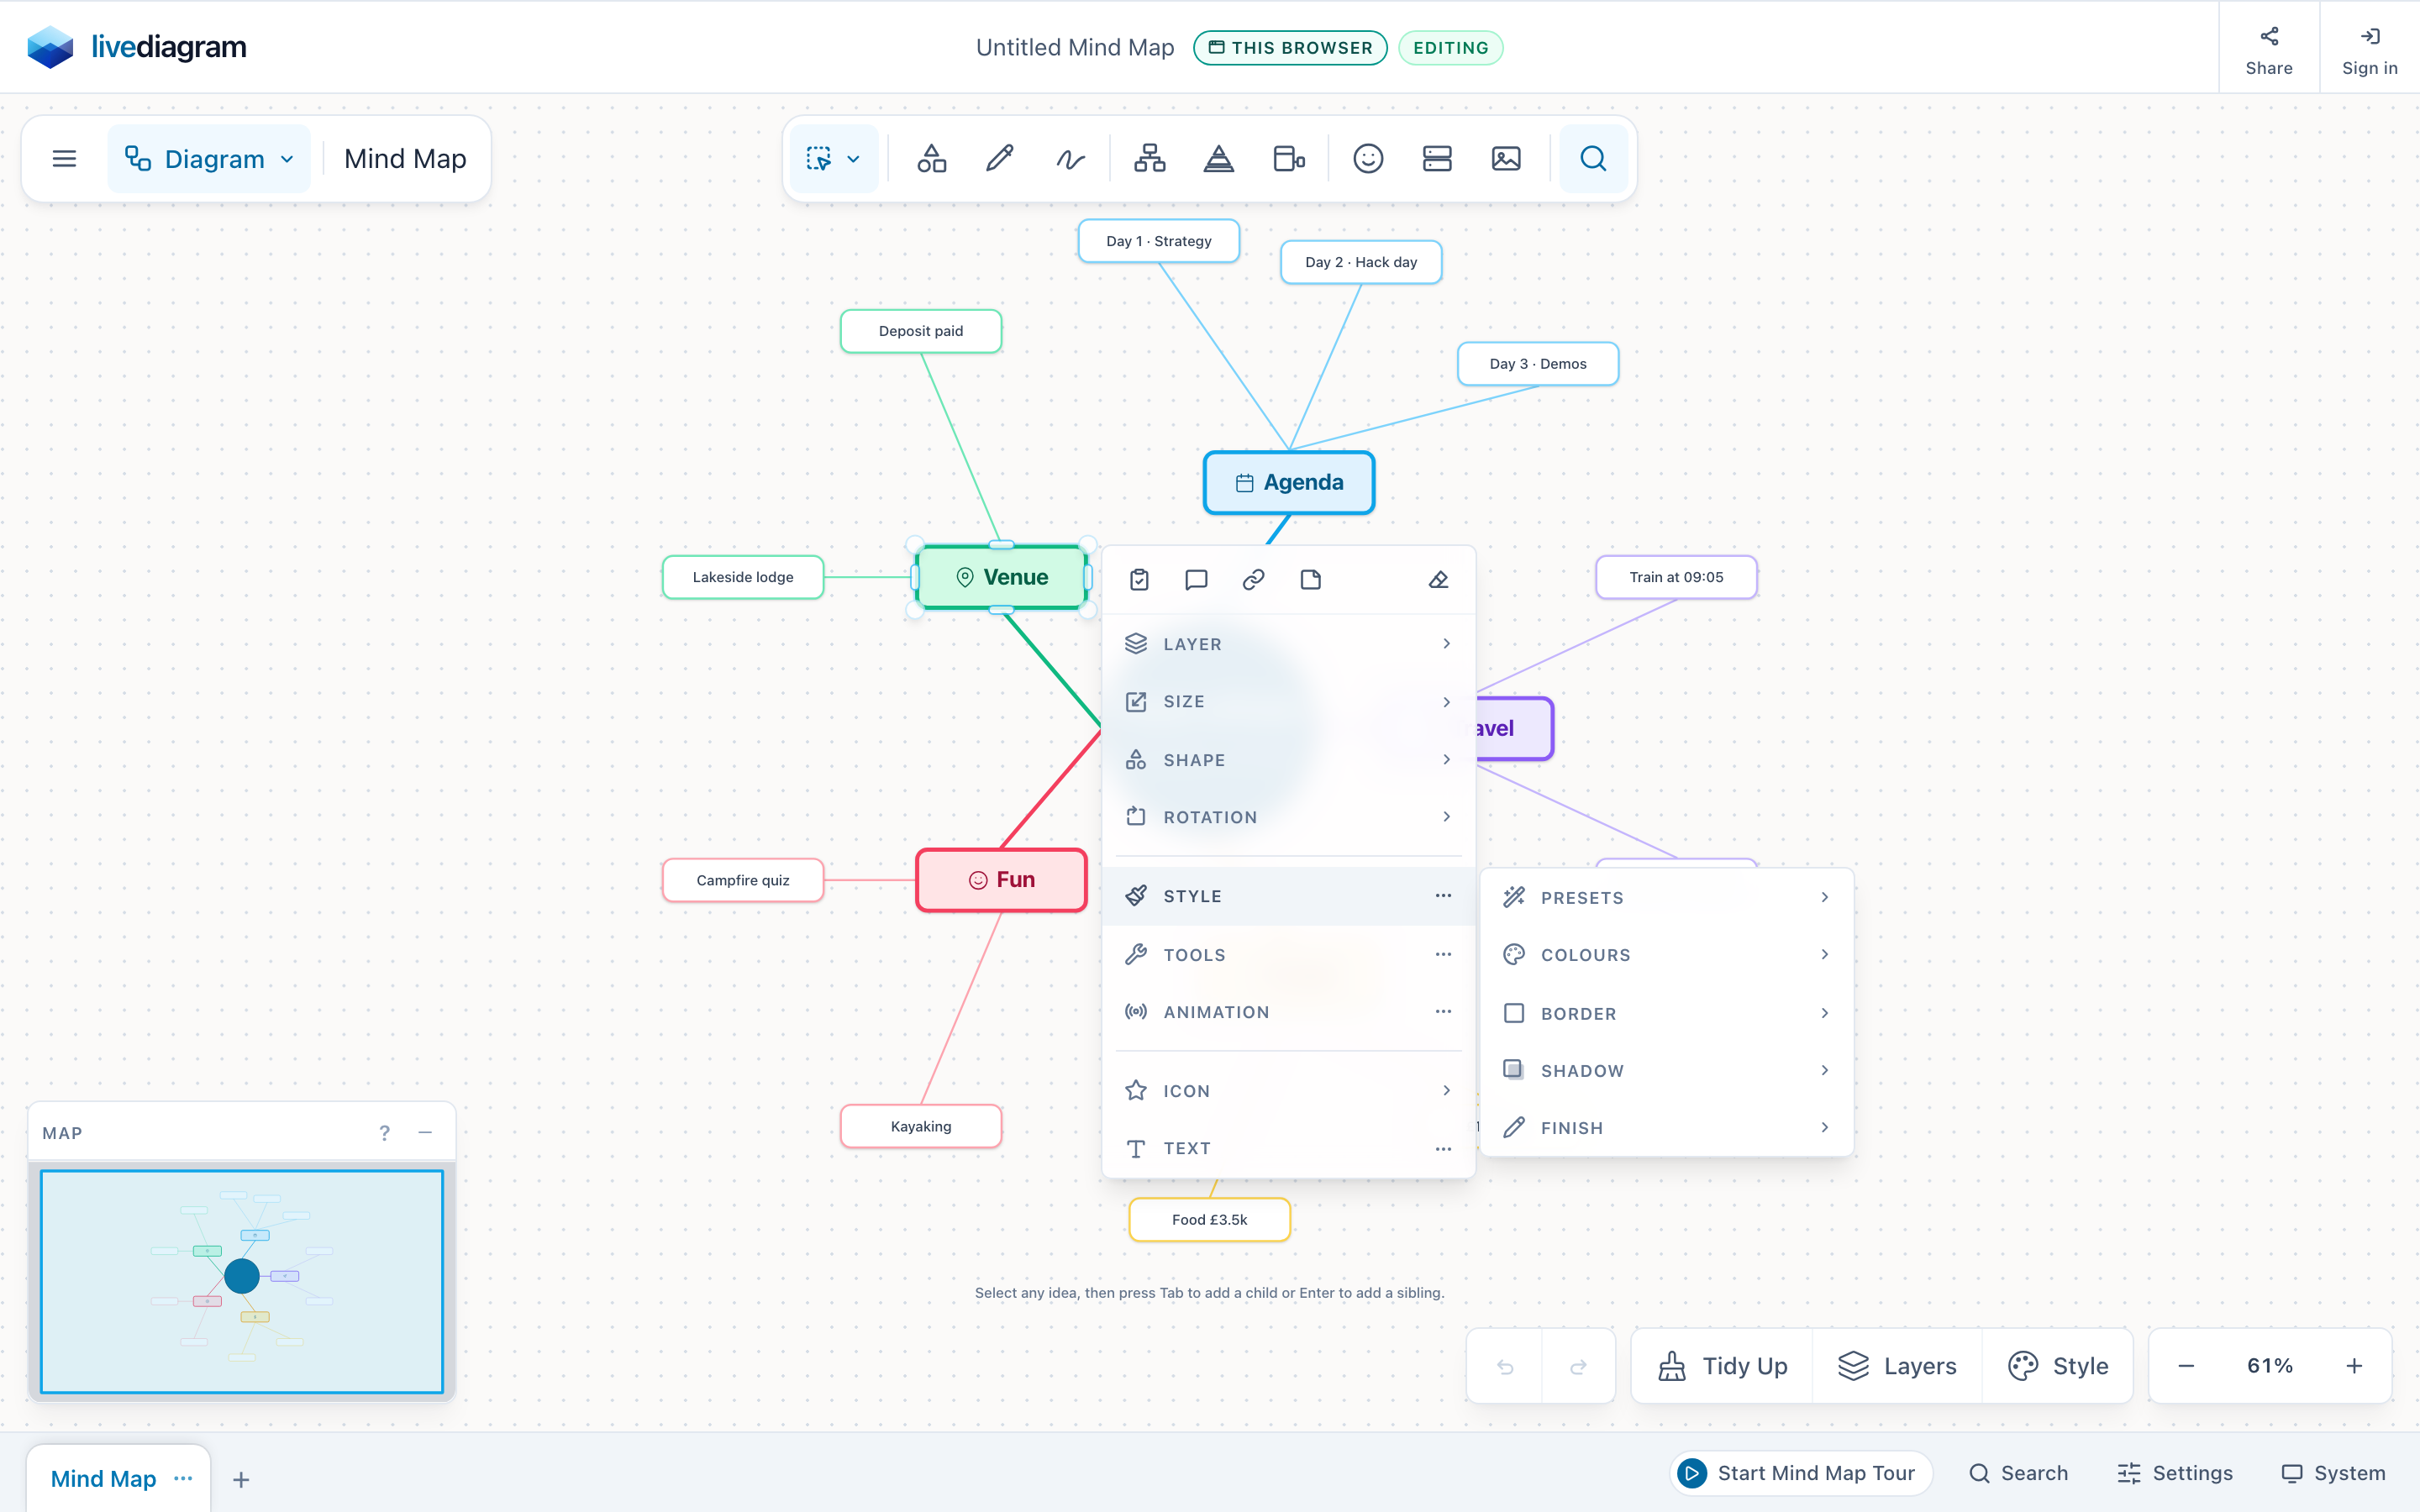 livediagram
Untitled Mind Map
THIS BROWSER
EDITING
Share
Sign in
Diagram
Mind Map
Day 1 · Strategy
Day 2 · Hack day
Deposit paid
Day 3 · Demos
Agenda
Lakeside lodge
Venue
Train at 09:05
LAYER
SIZE
SHAPE
avel
ROTATION
Campfire quiz
Fun
STYLE
PRESETS
TOOLS
COLOURS
ANIMATION
BORDER
SHADOW
ICON
Kayaking
FINISH
TEXT
MAP
?
Food £3.5k
Select any idea, then press Tab to add a child or Enter to add a sibling.
Tidy Up
Layers
Style
61%
Mind Map
Start Mind Map Tour
Search
Settings
System